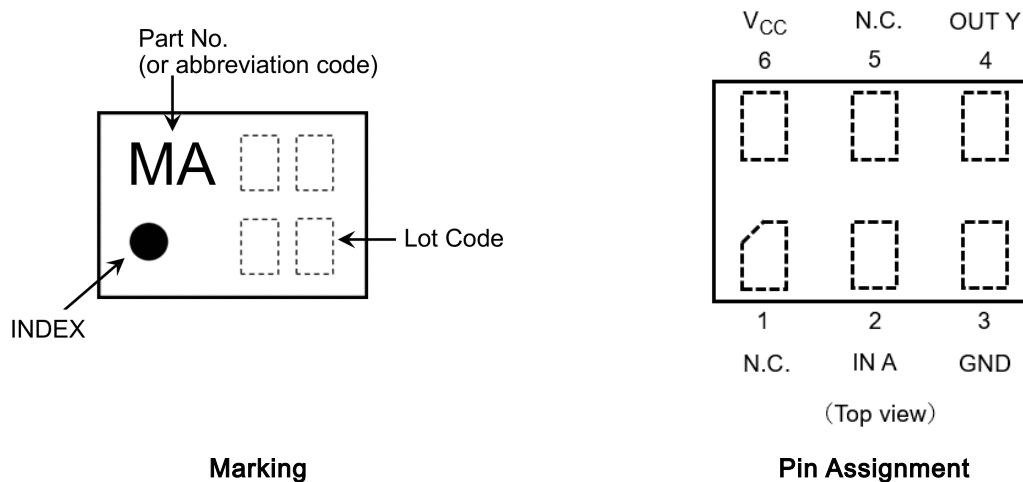 Part No.
(or abbreviation code)
MA
Lot Code
INDEX
Marking
VCC N.C. OUT Y
6 5 4
1 2 3
N.C. IN A GND
(Top view)
Pin Assignment